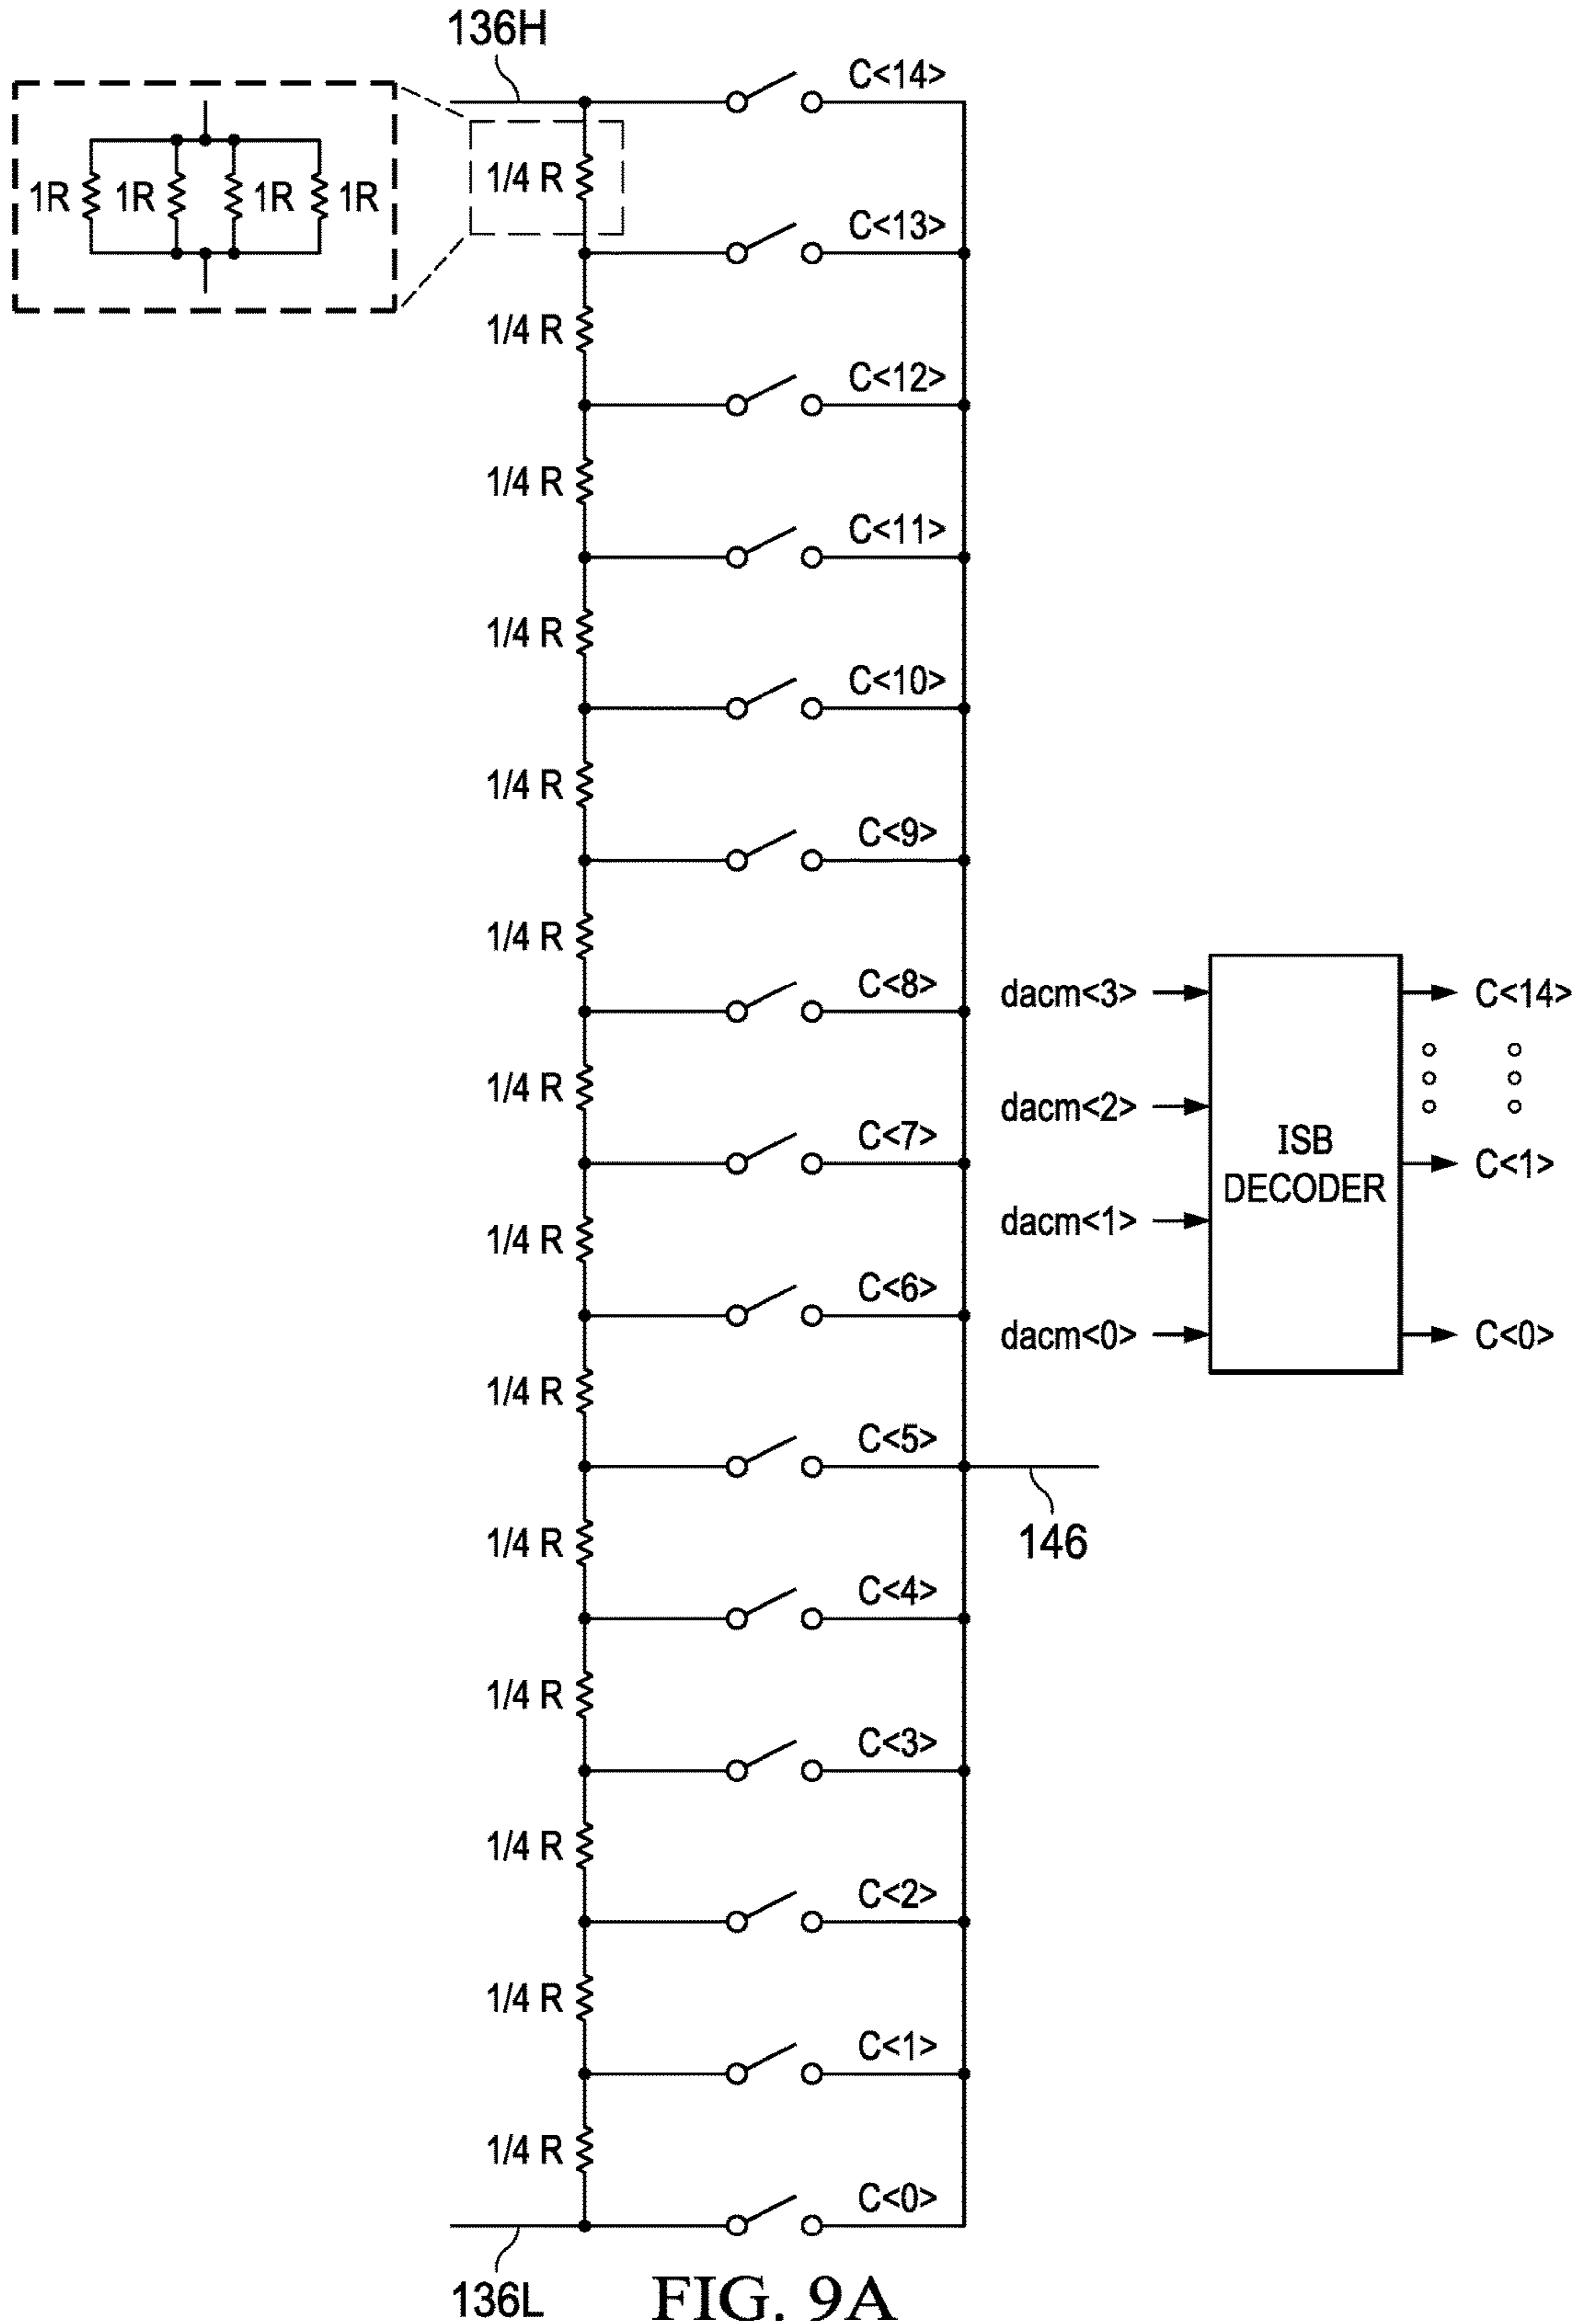 136H
C<14>
1R 1R 1R 1R
1/4 R
C<13>
1/4 R
C<12>
1/4 R
C<11>
1/4 R
C<10>
1/4 R
C<9>
1/4 R
C<8>
1/4 R
C<7>
1/4 R
C<6>
1/4 R
C<5>
146
1/4 R
C<4>
1/4 R
C<3>
1/4 R
C<2>
1/4 R
C<1>
1/4 R
C<0>
136L
dacm<3>
dacm<2>
dacm<1>
dacm<0>
ISB
DECODER
C<14>
C<1>
C<0>
FIG. 9A